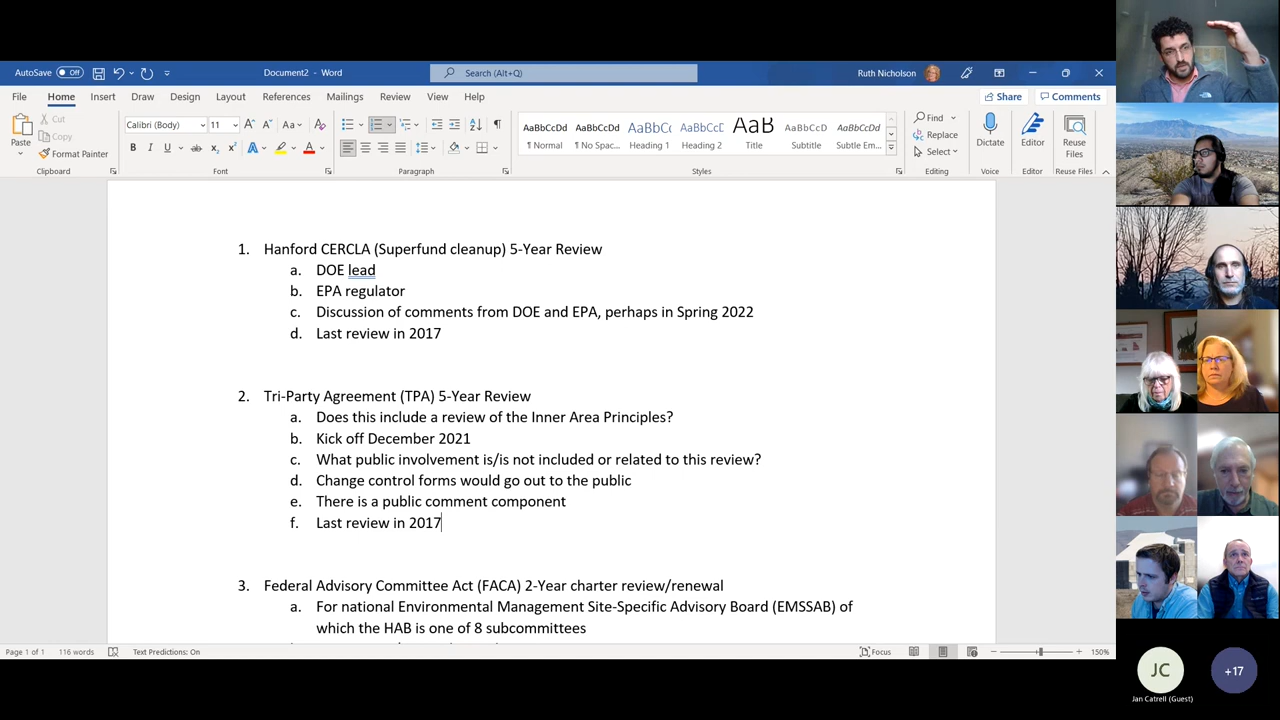 AutoSave Off
Document2 - Word
Search (Alt+Q)
Ruth Nicholson
File Home Insert Draw Design Layout References Mailings Review View Help
Share Comments
Paste
Cut
Copy
Format Painter
Clipboard
Calibri (Body) 11
Font
Paragraph
AaBbCcDd AaBbCcDd AaBbCc AaBbCcD AaB AaBbCcD AaBbCcDd
¶ Normal ¶ No Spac... Heading 1 Heading 2 Title Subtitle Subtle Em...
Styles
Find
Replace
Select
Editing
Dictate
Voice
Editor
Editor
Reuse Files
Reuse Files
1. Hanford CERCLA (Superfund cleanup) 5-Year Review
a. DOE lead
b. EPA regulator
c. Discussion of comments from DOE and EPA, perhaps in Spring 2022
d. Last review in 2017
2. Tri-Party Agreement (TPA) 5-Year Review
a. Does this include a review of the Inner Area Principles?
b. Kick off December 2021
c. What public involvement is/is not included or related to this review?
d. Change control forms would go out to the public
e. There is a public comment component
f. Last review in 2017
3. Federal Advisory Committee Act (FACA) 2-Year charter review/renewal
a. For national Environmental Management Site-Specific Advisory Board (EMSSAB) of
which the HAB is one of 8 subcommittees
Page 1 of 1 116 words Text Predictions: On
Focus
150%
JC
Jan Catrell (Guest)
+17